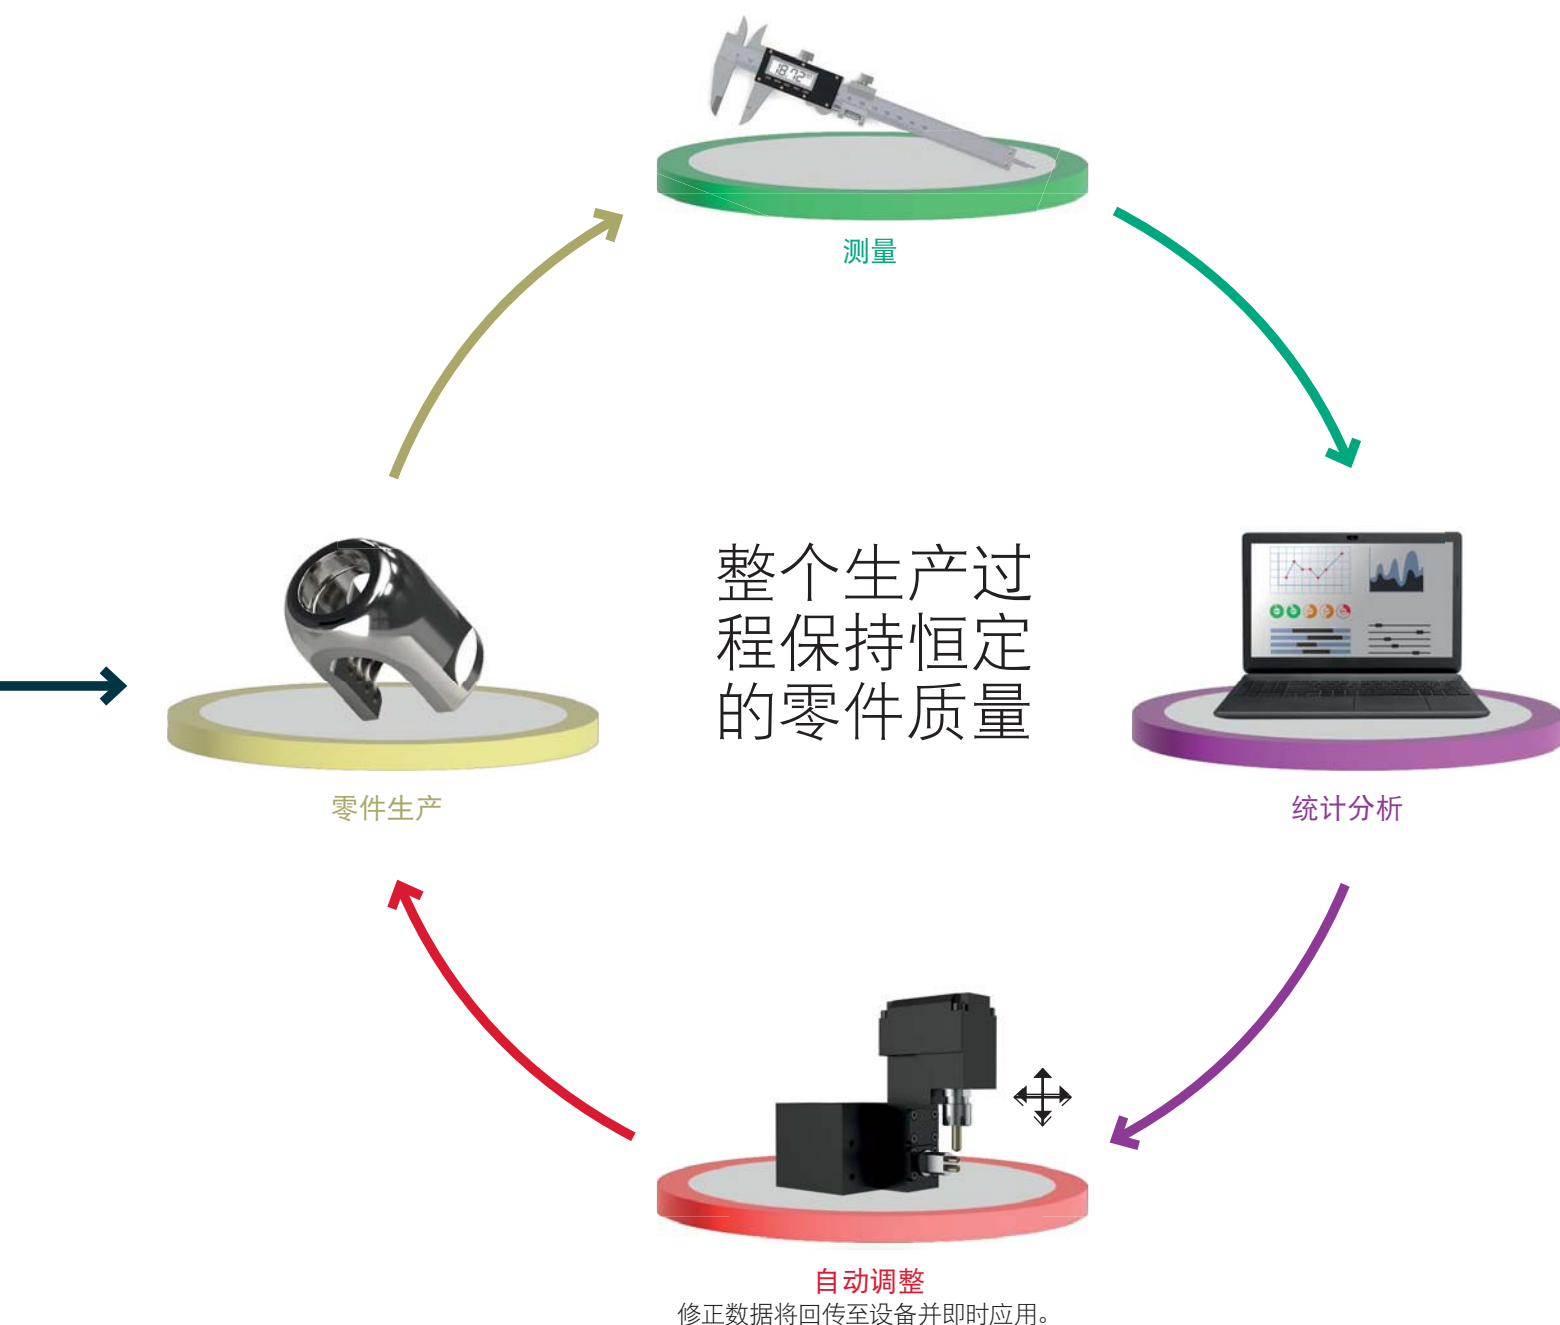 18.72
测量
整个生产过
程保持恒定
的零件质量
零件生产
统计分析
自动调整
修正数据将回传至设备并即时应用。